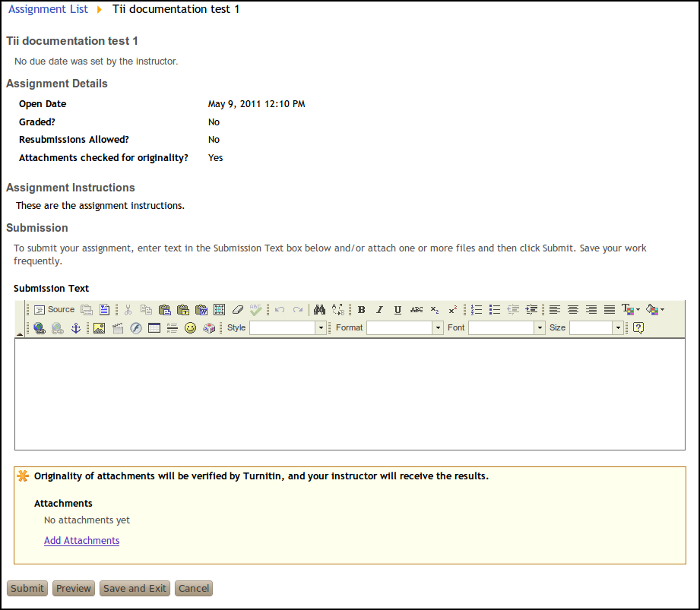 Assignment List Tii documentation test 1
Tii documentation test 1
No due date was set by the instructor.
Assignment Details
Open Date May 9, 2011 12:10 PM
Graded? No
Resubmissions Allowed? No
Attachments checked for originality? Yes
Assignment Instructions
These are the assignment instructions.
Submission
To submit your assignment, enter text in the Submission Text box below and/or attach one or more files and then click Submit. Save your work
frequently.
Submission Text
Source B I U ABC x₂ x²
Style Format Font Size
Originality of attachments will be verified by Turnitin, and your instructor will receive the results.
Attachments
No attachments yet
Add Attachments
Submit Preview Save and Exit Cancel